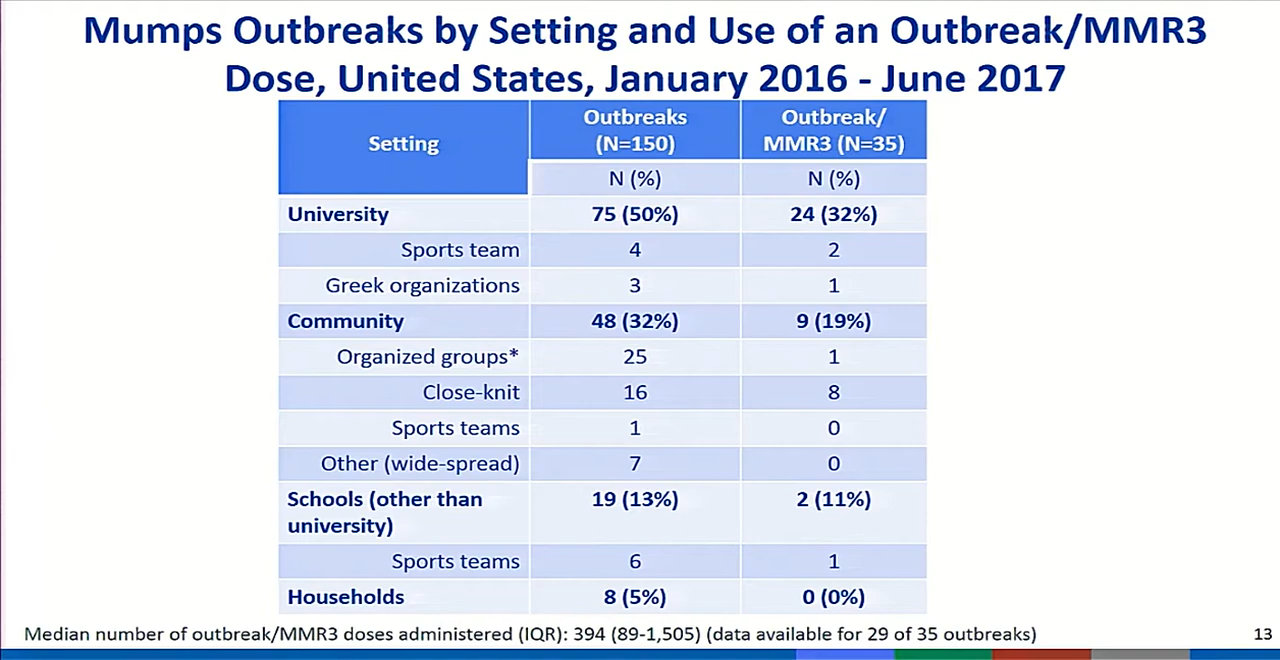 Mumps Outbreaks by Setting and Use of an Outbreak/MMR3
Dose, United States, January 2016 - June 2017
Setting
Outbreaks
(N=150)
Outbreak/
MMR3 (N=35)
N (%) N (%)
University 75 (50%) 24 (32%)
Sports team 4 2
Greek organizations 3 1
Community 48 (32%) 9 (19%)
Organized groups* 25 1
Close-knit 16 8
Sports teams 1 0
Other (wide-spread) 7 0
Schools (other than
university) 19 (13%) 2 (11%)
Sports teams 6 1
Households 8 (5%) 0 (0%)
Median number of outbreak/MMR3 doses administered (IQR): 394 (89-1,505) (data available for 29 of 35 outbreaks)
13